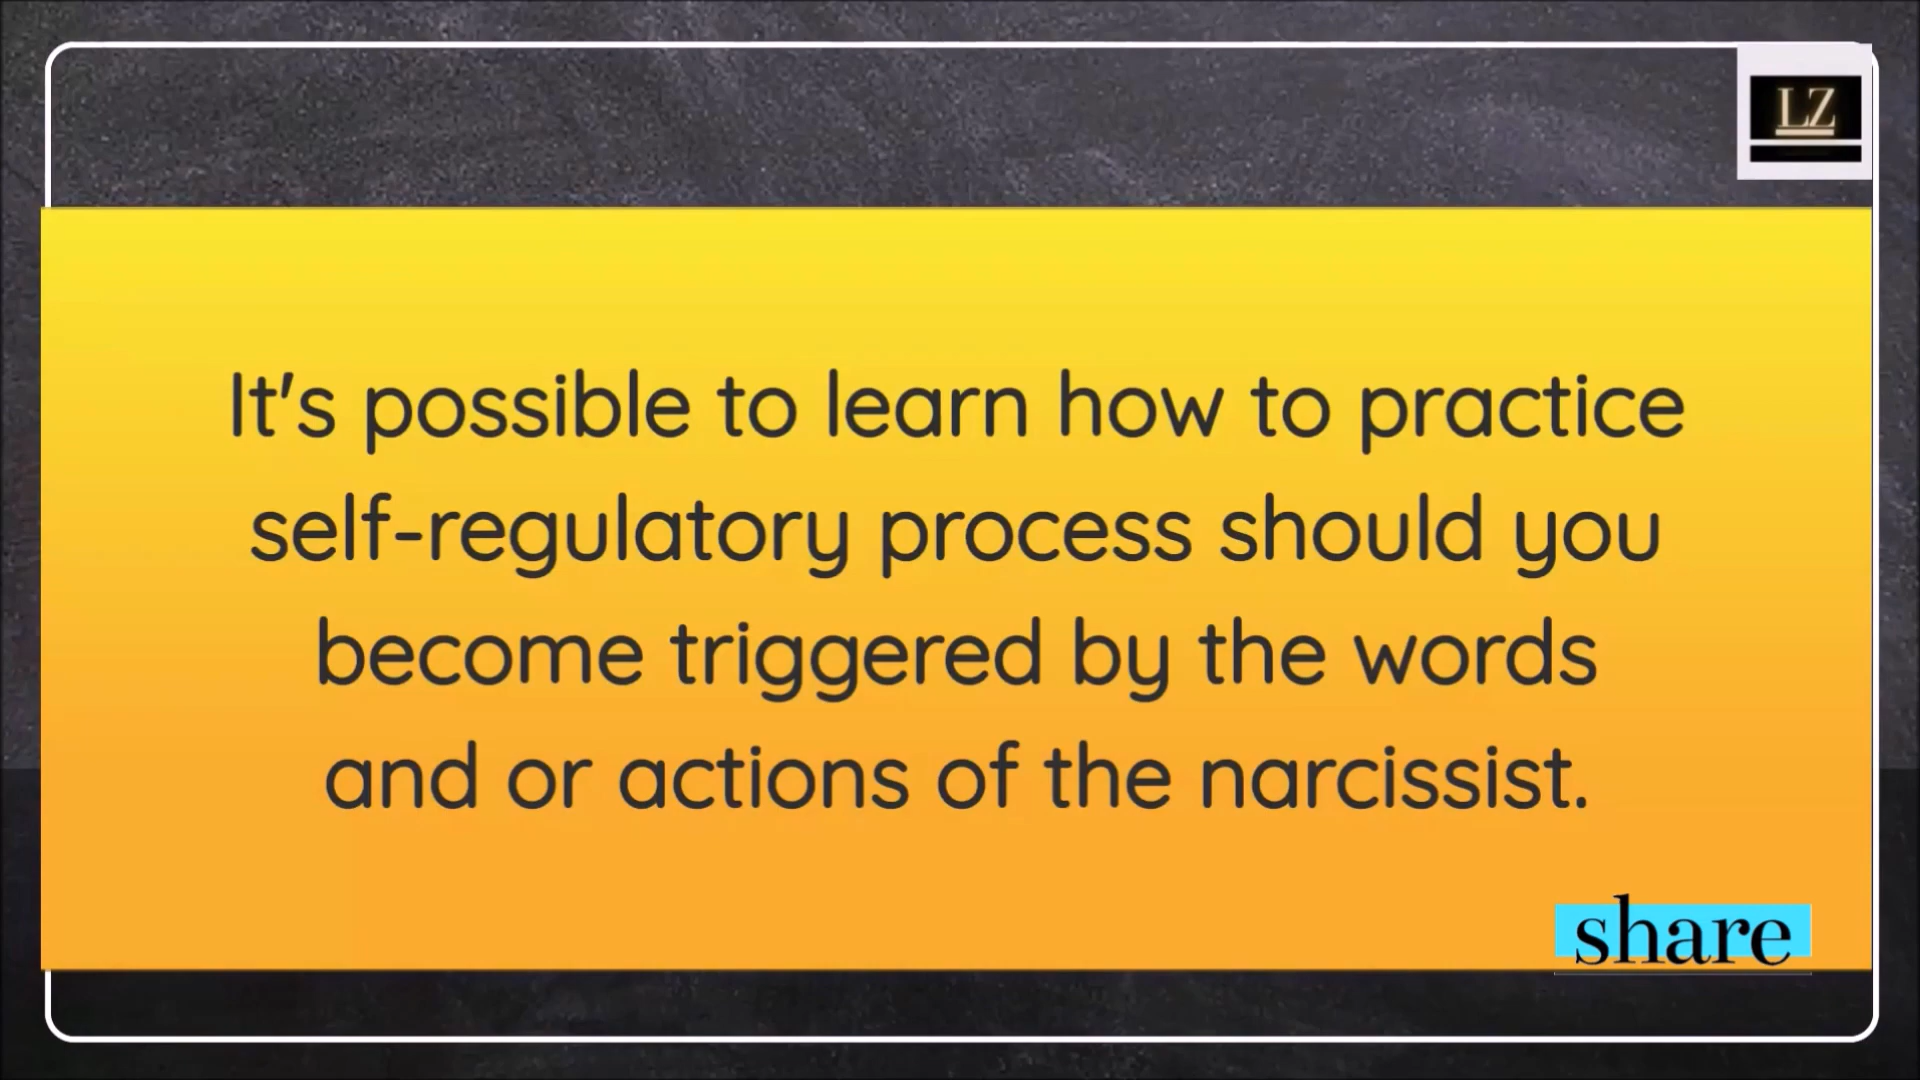 LZ
It's possible to learn how to practice
self-regulatory process should you
become triggered by the words
and or actions of the narcissist.
share